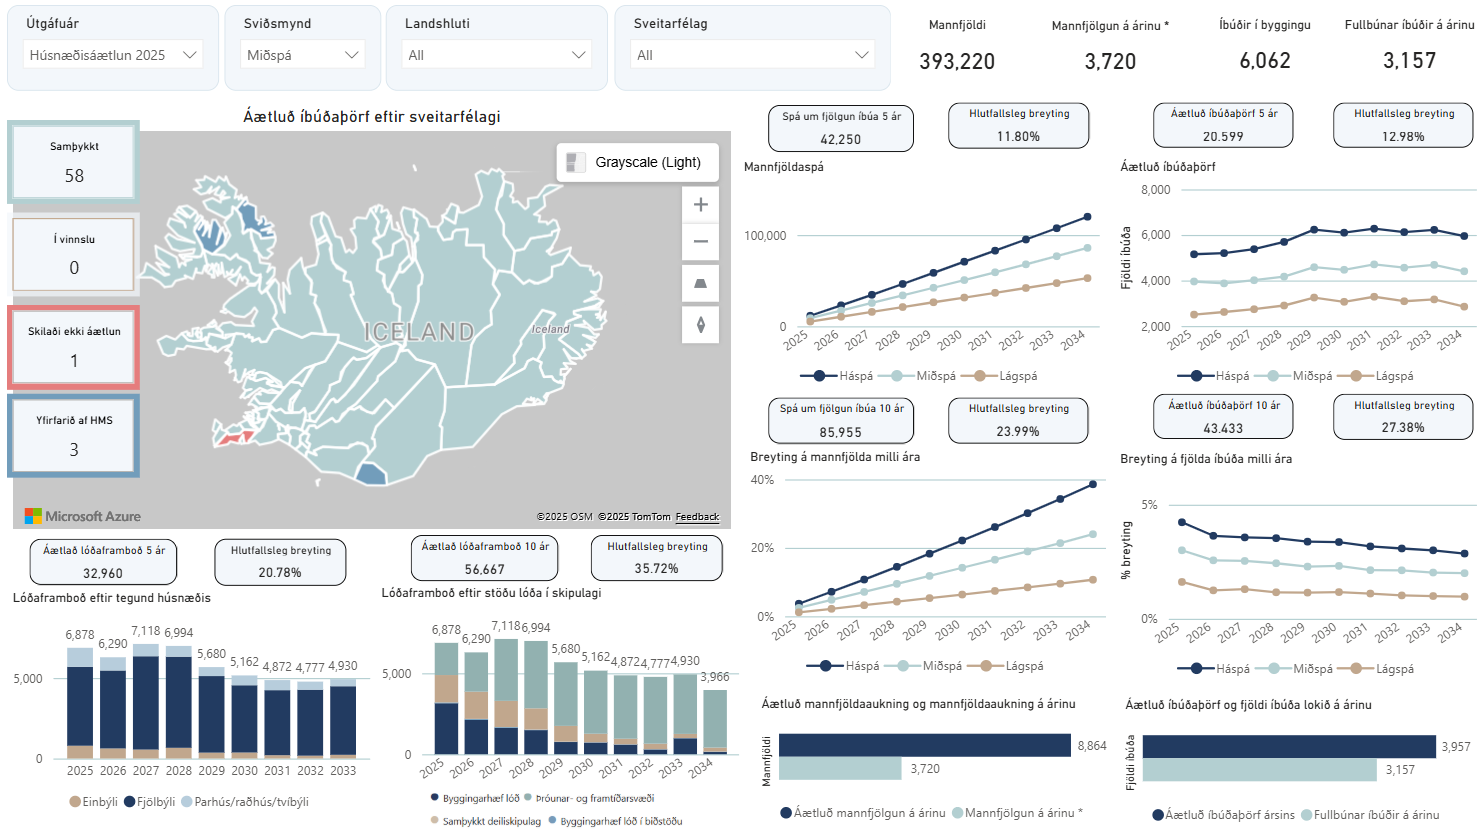 Útgáfuár
Húsnæðisáætlun 2025
Sviðsmynd
Miðspá
Landshluti
All
Sveitarfélag
All
Mannfjöldi
393,220
Mannfjölgun á árinu *
3,720
Íbúðir í byggingu
6,062
Fullbúnar íbúðir á árinu
3,157
Áætluð íbúðaþörf eftir sveitarfélagi
Samþykkt
58
Í vinnslu
0
Skilaði ekki áætlun
1
Yfirfarið af HMS
3
Grayscale (Light)
ICELAND
Iceland
Microsoft Azure
©2025 OSM ©2025 TomTom Feedback
Spá um fjölgun íbúa 5 ár
42,250
Hlutfallsleg breyting
11.80%
Mannfjöldaspá
100,000
0
2025 2026 2027 2028 2029 2030 2031 2032 2033 2034
Háspá Miðspá Lágspá
Áætluð íbúðaþörf 5 ár
20.599
Hlutfallsleg breyting
12.98%
Áætluð íbúðaþörf
Fjöldi íbúða
8,000
6,000
4,000
2,000
2025 2026 2027 2028 2029 2030 2031 2032 2033 2034
Háspá Miðspá Lágspá
Spá um fjölgun íbúa 10 ár
85,955
Hlutfallsleg breyting
23.99%
Breyting á mannfjölda milli ára
40%
20%
0%
2025 2026 2027 2028 2029 2030 2031 2032 2033 2034
Háspá Miðspá Lágspá
Áætluð íbúðaþörf 10 ár
43.433
Hlutfallsleg breyting
27.38%
Breyting á fjölda íbúða milli ára
% breyting
5%
0%
2025 2026 2027 2028 2029 2030 2031 2032 2033 2034
Háspá Miðspá Lágspá
Áætlað lóðaframboð 5 ár
32,960
Hlutfallsleg breyting
20.78%
Lóðaframboð eftir tegund húsnæðis
6,878 6,290 7,118 6,994 5,680 5,162 4,872 4,777 4,930
5,000
0
2025 2026 2027 2028 2029 2030 2031 2032 2033
Einbýli Fjölbýli Parhús/raðhús/tvíbýli
Áætlað lóðaframboð 10 ár
56,667
Hlutfallsleg breyting
35.72%
Lóðaframboð eftir stöðu lóða í skipulagi
6,878 6,290 7,118 6,994 5,680 5,162 4,872 4,777 4,930 3,966
5,000
0
2025 2026 2027 2028 2029 2030 2031 2032 2033 2034
Byggingarhæf lóð Þróunar- og framtíðarsvæði
Samþykkt deiliskipulag Byggingarhæf lóð í biðstöðu
Áætluð mannfjöldaaukning og mannfjöldaaukning á árinu
Mannfjöldi
8,864
3,720
Áætluð mannfjölgun á árinu Mannfjölgun á árinu *
Áætluð íbúðaþörf og fjöldi íbúða lokið á árinu
Fjöldi íbúða
3,957
3,157
Áætluð íbúðaþörf ársins Fullbúnar íbúðir á árinu